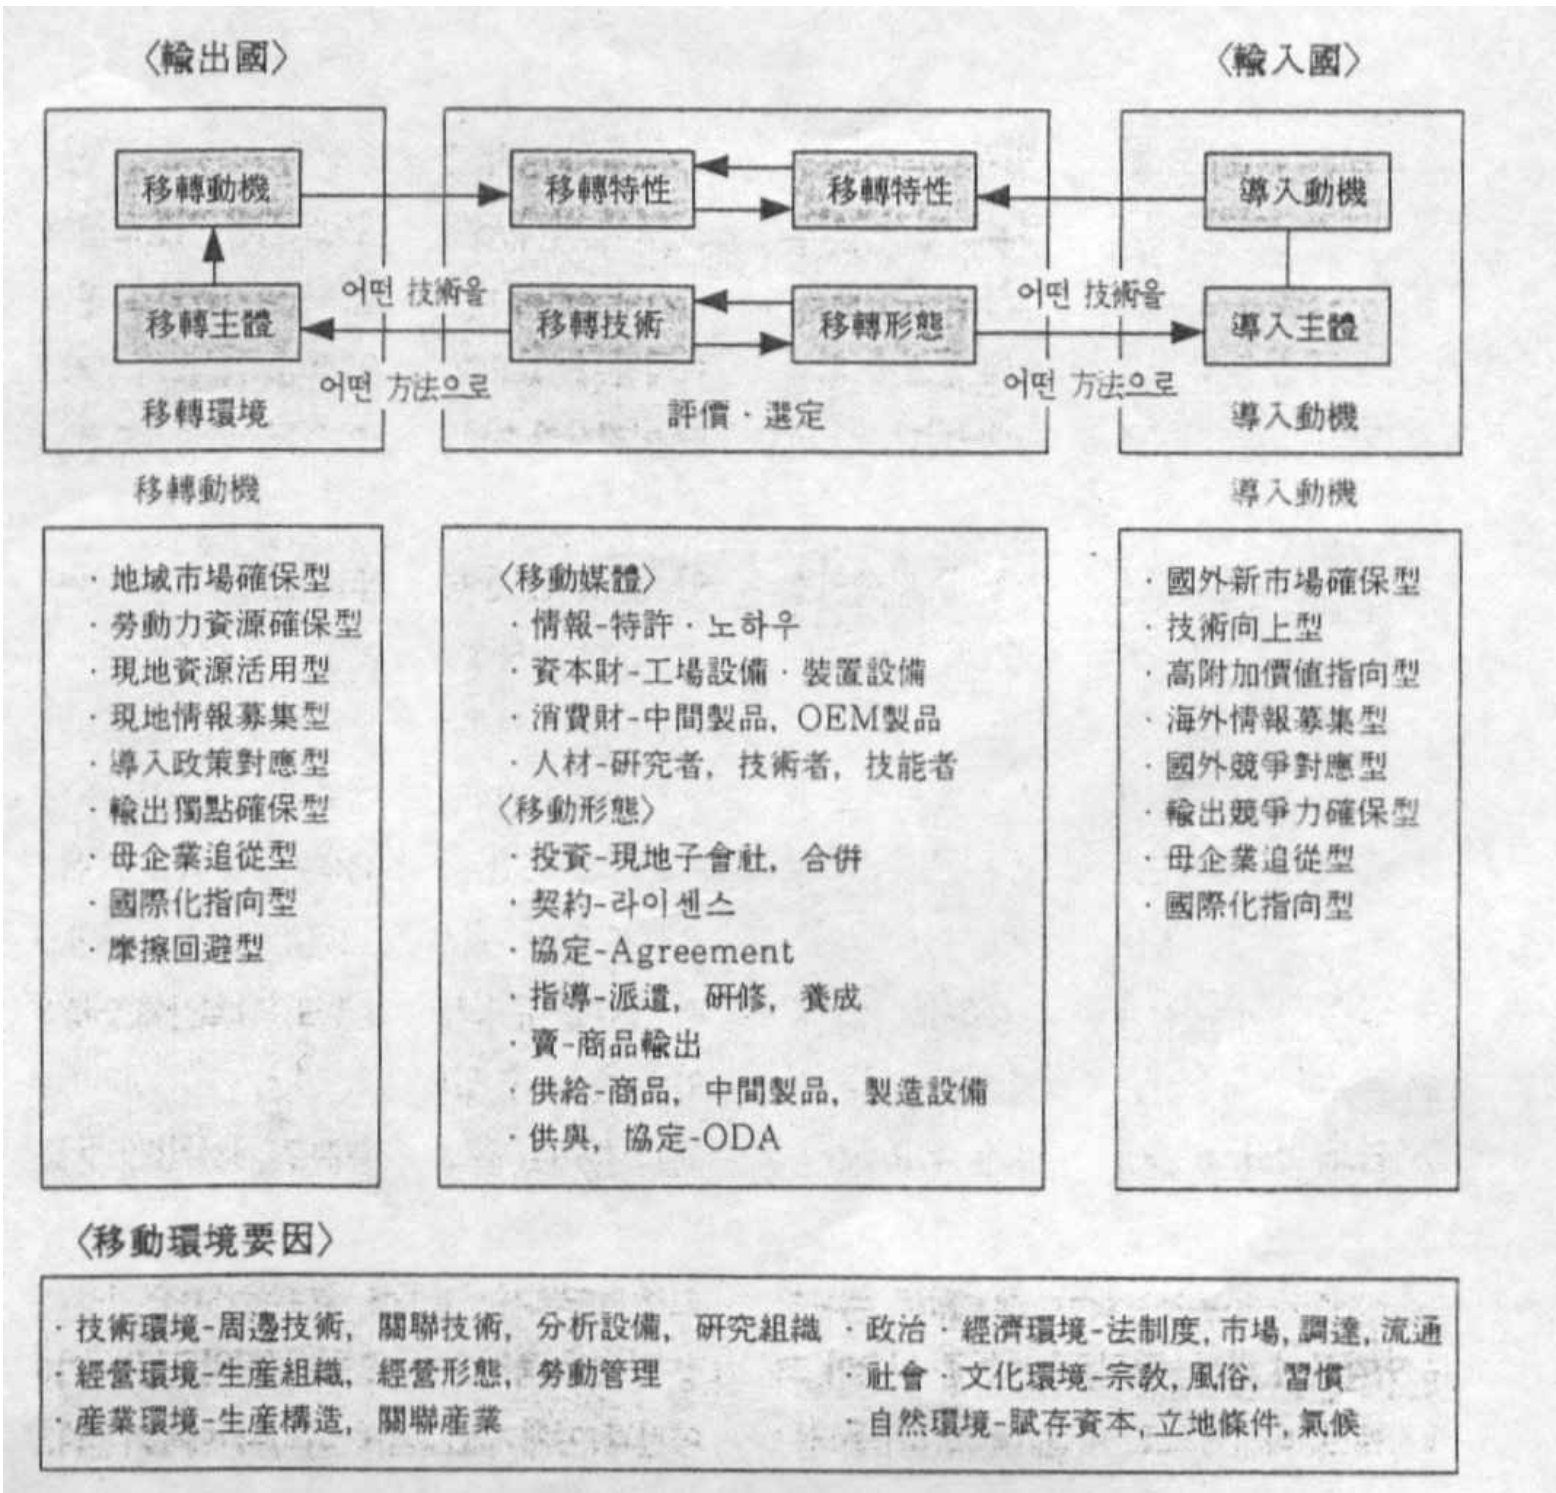 〈輸出國〉
〈輸入國〉
移轉動機
移轉特性
移轉特性
導入動機
어떤 技術을
어떤 技術을
移轉主體
移轉技術
移轉形態
導入主體
어떤 方法으로
어떤 方法으로
移轉環境
評價·選定
導入動機
移轉動機
導入動機
·地域市場確保型
·勞動力資源確保型
·現地資源活用型
·現地情報募集型
·導入政策對應型
·輸出獨點確保型
·母企業追從型
·國際化指向型
·摩擦回避型
〈移動媒體〉
·情報-特許·노하우
·資本財-工場設備·裝置設備
·消費財-中間製品, OEM製品
·人材-硏究者, 技術者, 技能者
〈移動形態〉
·投資-現地子會社, 合倂
·契約-라이센스
·協定-Agreement
·指導-派遣, 硏修, 養成
·賣-商品輸出
·供給-商品, 中間製品, 製造設備
·供與, 協定-ODA
·國外新市場確保型
·技術向上型
·高附加價値指向型
·海外情報募集型
·國外競爭對應型
·輸出競爭力確保型
·母企業追從型
·國際化指向型
〈移動環境要因〉
·技術環境-周邊技術, 關聯技術, 分析設備, 硏究組織
·經營環境-生産組織, 經營形態, 勞動管理
·産業環境-生産構造, 關聯産業
·政治·經濟環境-法制度, 市場, 調達, 流通
·社會·文化環境-宗敎, 風俗, 習慣
·自然環境-賦存資本, 立地條件, 氣候